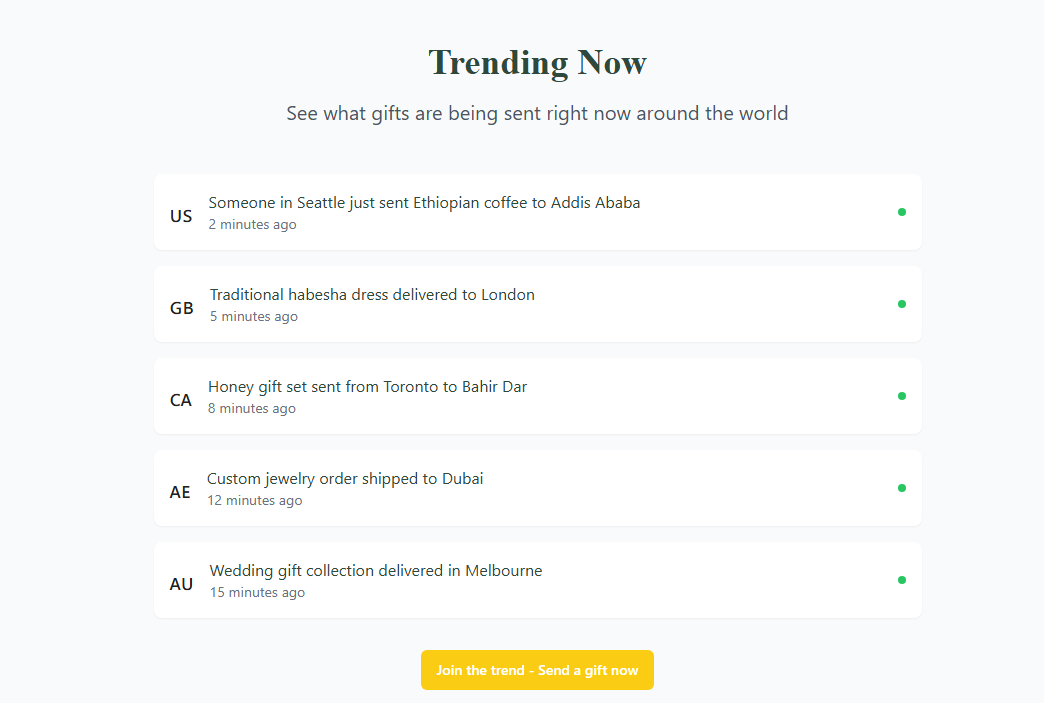 Trending Now
See what gifts are being sent right now around the world
US
Someone in Seattle just sent Ethiopian coffee to Addis Ababa
2 minutes ago
GB
Traditional habesha dress delivered to London
5 minutes ago
CA
Honey gift set sent from Toronto to Bahir Dar
8 minutes ago
AE
Custom jewelry order shipped to Dubai
12 minutes ago
AU
Wedding gift collection delivered in Melbourne
15 minutes ago
Join the trend - Send a gift now